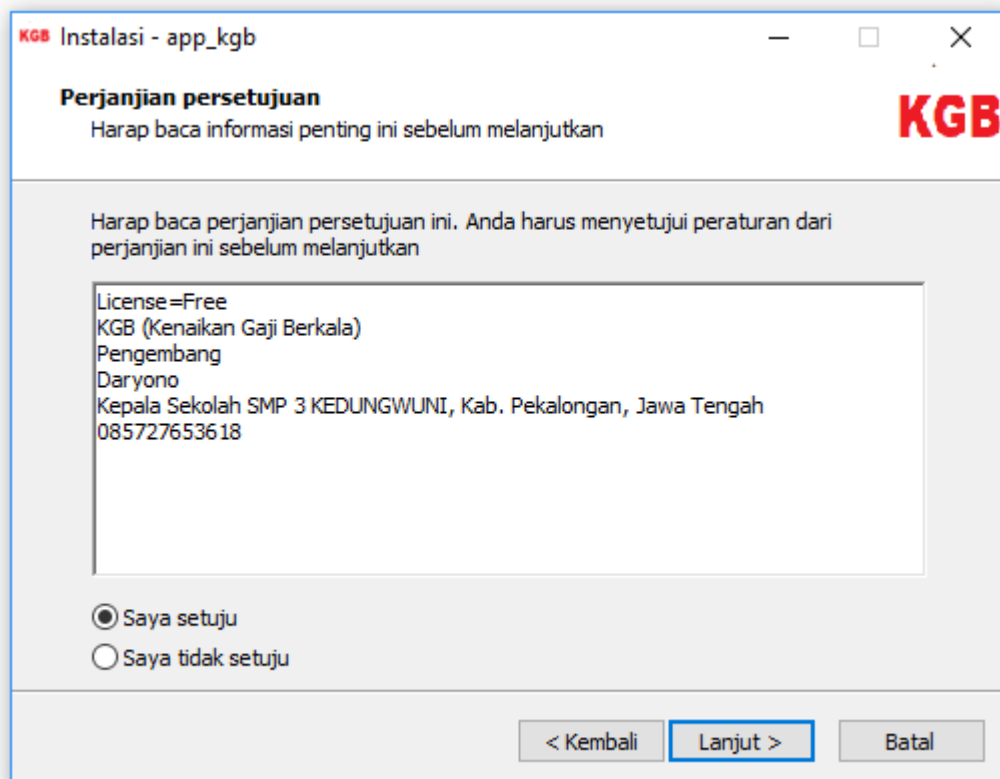 KGB Instalasi - app_kgb
Perjanjian persetujuan
Harap baca informasi penting ini sebelum melanjutkan
KGB
Harap baca perjanjian persetujuan ini. Anda harus menyetujui peraturan dari
perjanjian ini sebelum melanjutkan
License=Free
KGB (Kenaikan Gaji Berkala)
Pengembang
Daryono
Kepala Sekolah SMP 3 KEDUNGWUNI, Kab. Pekalongan, Jawa Tengah
085727653618
Saya setuju
Saya tidak setuju
< Kembali Lanjut > Batal